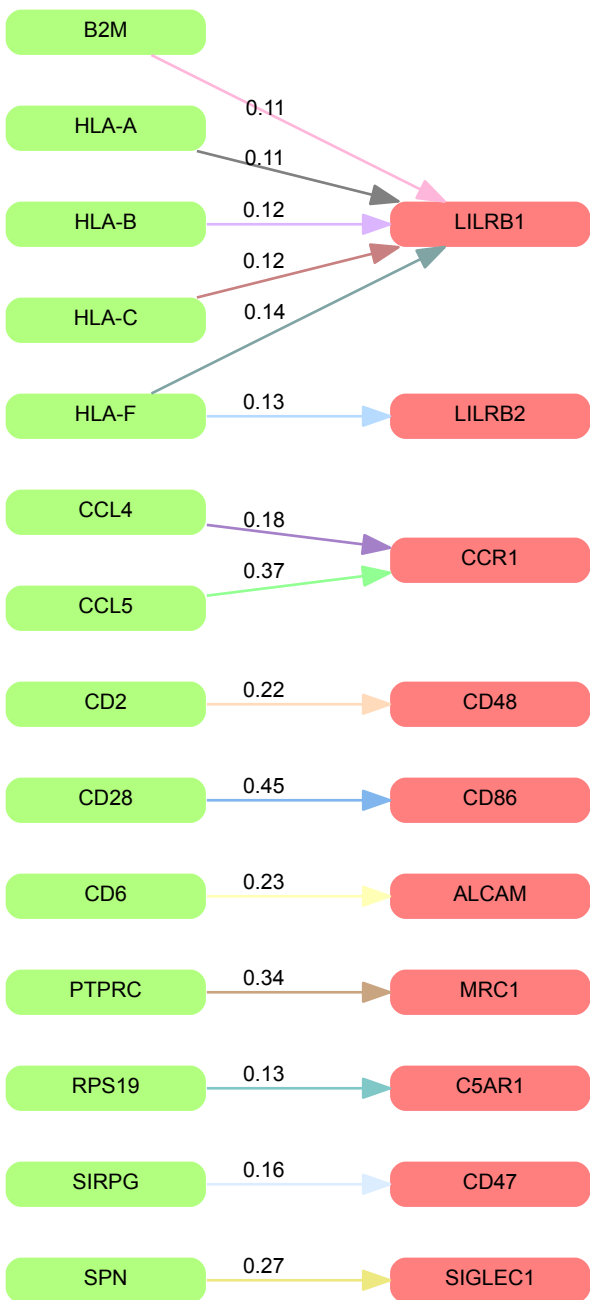 B2M
0.11
HLA-A
0.11
HLA-B
0.12
LILRB1
0.12
HLA-C
0.14
HLA-F
0.13
LILRB2
CCL4
0.18
CCR1
0.37
CCL5
CD2
0.22
CD48
CD28
0.45
CD86
CD6
0.23
ALCAM
PTPRC
0.34
MRC1
RPS19
0.13
C5AR1
SIRPG
0.16
CD47
SPN
0.27
SIGLEC1